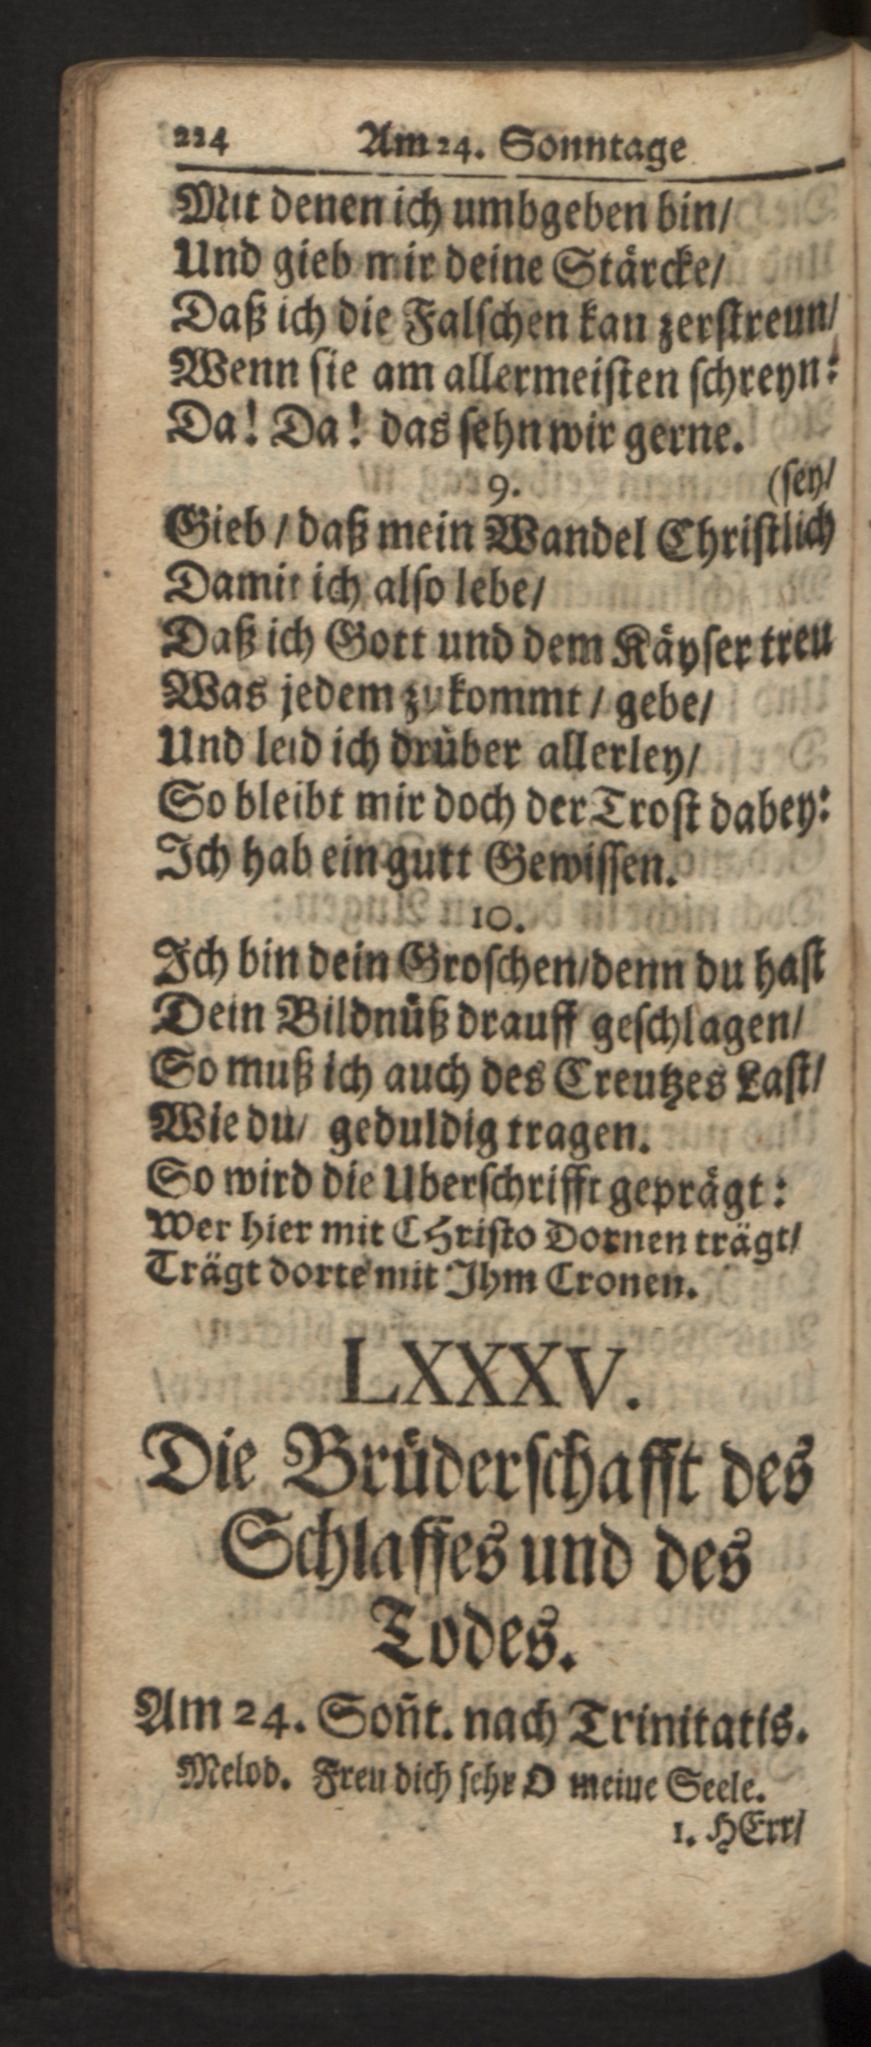 224 Am 24. Sonntage
Mit denen ich umbgeben bin/
Und gieb mir deine Stärcke/
Daß ich die Falschen kan zerstreun/
Wenn sie am allermeisten schreyn:
Da! Da! das sehn wir gerne.
9. (sey/
Gieb / daß mein Wandel Christlich
Damit ich also lebe/
Daß ich Gott und dem Käyser treu
Was jedem zukommt / gebe/
Und leid ich drüber allerley/
So bleibt mir doch der Trost dabey:
Ich hab ein gutt Gewissen.
10.
Ich bin dein Groschen/denn du hast
Dein Bildnüß drauff geschlagen/
So muß ich auch des Creutzes Last/
Wie du/ geduldig tragen.
So wird die Uberschrifft geprägt:
Wer hier mit CHristo Dornen trägt/
Trägt dorte mit Ihm Cronen.
LXXXV.
Die Brüderschafft des
Schlaffes und des
Todes.
Am 24. Soñt. nach Trinitatis.
Melod. Freu dich sehr O meine Seele.
1. HErr/